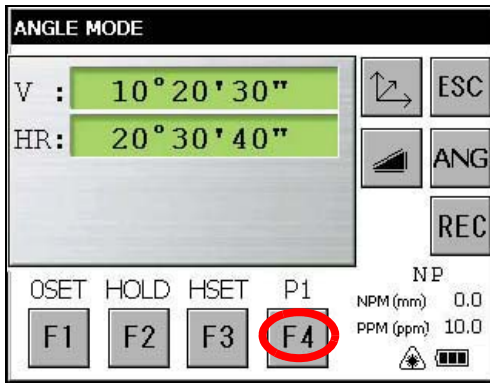 ANGLE MODE
V : 10°20'30"
HR: 20°30'40"
ESC
ANG
REC
0SET HOLD HSET P1
F1 F2 F3 F4
NP
NPM (mm) 0.0
PPM (ppm) 10.0